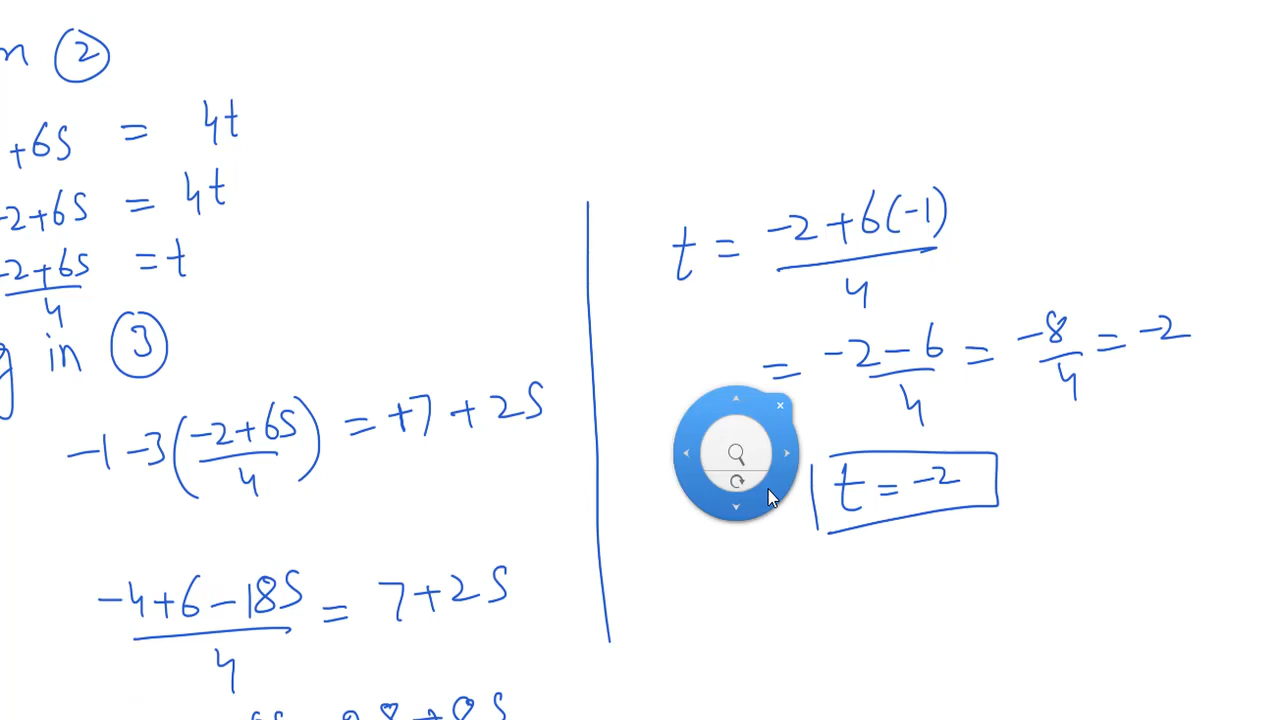 n ②
+6S = 4t
-2+6S = 4t
-2+6S/4 = t
g in ③
-1-3(-2+6S/4) = +7+2S
-4+6-18S/4 = 7+2S
t = -2+6(-1)/4
= -2-6/4 = -8/4 = -2
t = -2